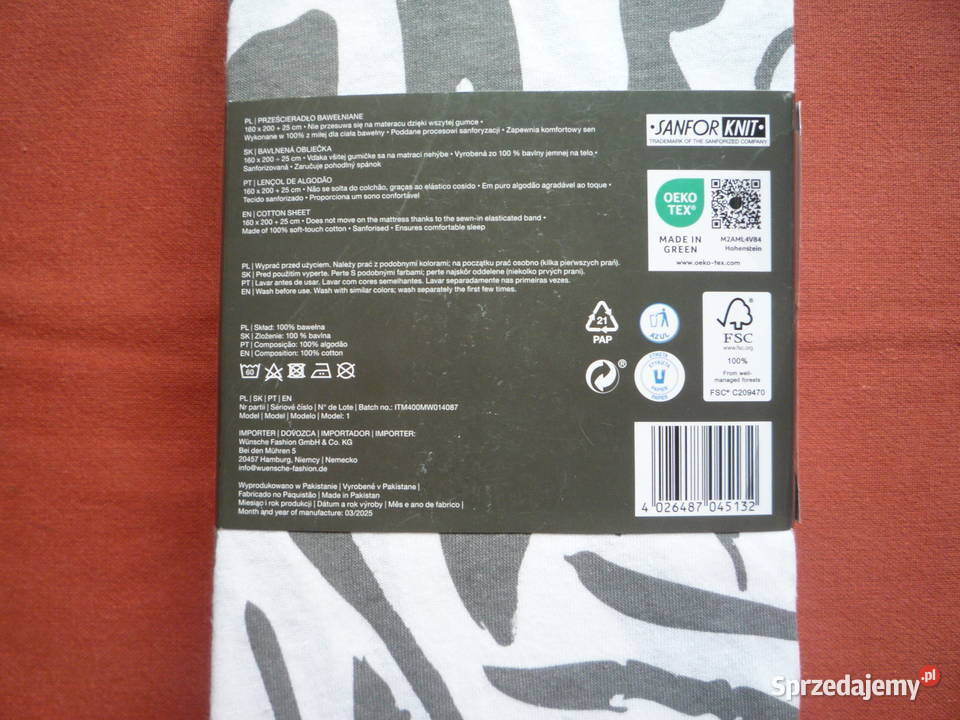 PL | PRZEŚCIERADŁO BAWEŁNIANE
160 x 200 + 25 cm • Nie przesuwa się na materacu dzięki wszytej gumce •
Wykonane w 100% z miłej dla ciała bawełny • Poddane procesowi sanforyzacji • Zapewnia komfortowy sen
SK | BAVLNENÁ OBLIEČKA
160 x 200 + 25 cm • Vďaka všitej gumičke sa na matraci nehýbe • Vyrobená zo 100 % bavlny jemnej na telo •
Sanforizovaná • Zaručuje pohodlný spánok
PT | LENÇOL DE ALGODÃO
160 x 200 + 25 cm • Não se solta do colchão, graças ao elástico cosido • Em puro algodão agradável ao toque •
Tecido sanforizado • Proporciona um sono confortável
EN | COTTON SHEET
160 x 200 + 25 cm • Does not move on the mattress thanks to the sewn-in elasticated band •
Made of 100% soft-touch cotton • Sanforised • Ensures comfortable sleep
PL | Wyprać przed użyciem. Należy prać z podobnymi kolorami; na początku prać osobno (kilka pierwszych prań).
SK | Pred použitím vyperte. Perte S podobnými farbami; perte najskôr oddelene (niekoľko prvých praní).
PT | Lavar antes de usar. Lavar com cores semelhantes. Lavar separadamente nas primeiras vezes.
EN | Wash before use. Wash with similar colors; wash separately the first few times.
PL | Skład: 100% bawełna
SK | Zloženie: 100 % bavlna
PT | Composição: 100% algodão
EN | Composition: 100% cotton
60
PL | SK | PT | EN
Nr partii | Sériové číslo | N° de Lote | Batch no.: ITM400MW014087
Model | Model | Modelo | Model: 1
IMPORTER | DOVOZCA | IMPORTADOR | IMPORTER:
Wünsche Fashion GmbH & Co. KG
Bei den Mühren 5
20457 Hamburg, Niemcy | Nemecko
info@wuensche-fashion.de
Wyprodukowano w Pakistanie | Vyrobené v Pakistane |
Fabricado no Paquistão | Made in Pakistan
Miesiąc i rok produkcji | Dátum a rok výroby | Mês e ano de fabrico |
Month and year of manufacture: 03/2025
•SANFOR KNIT•
TRADEMARK OF THE SANFORIZED COMPANY
OEKO
TEX®
MADE IN
GREEN
M2AML4V84
Hohenstein
www.oeko-tex.com
21
PAP
®
AZUL
ETIKETA
ETIQUETA
PAPIER
PAPEL
FSC
www.fsc.org
100%
From well-
managed forests
FSC® C209470
4 026487 045132
Sprzedajemy.pl